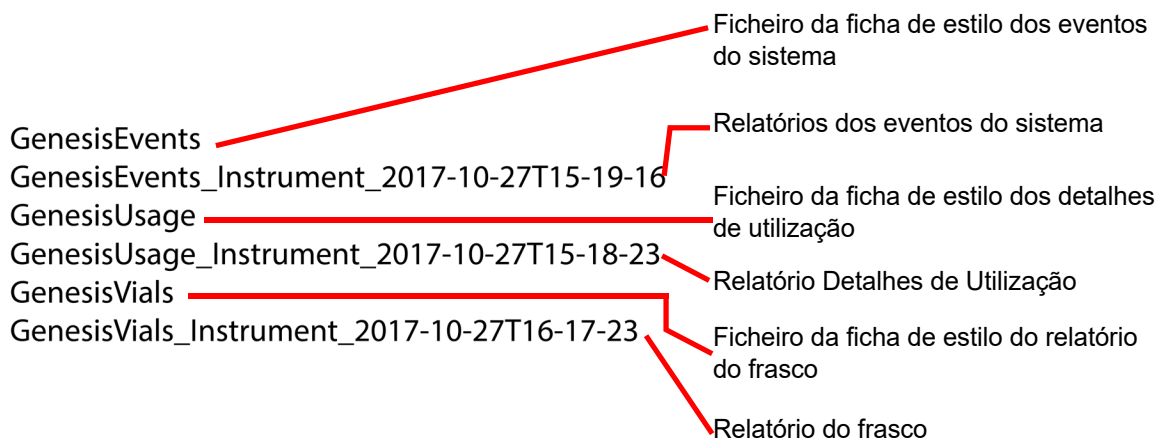 Ficheiro da ficha de estilo dos eventos
do sistema
GenesisEvents
Relatórios dos eventos do sistema
GenesisEvents_Instrument_2017-10-27T15-19-16
GenesisUsage
Ficheiro da ficha de estilo dos detalhes
de utilização
GenesisUsage_Instrument_2017-10-27T15-18-23
Relatório Detalhes de Utilização
GenesisVials
Ficheiro da ficha de estilo do relatório
do frasco
GenesisVials_Instrument_2017-10-27T16-17-23
Relatório do frasco